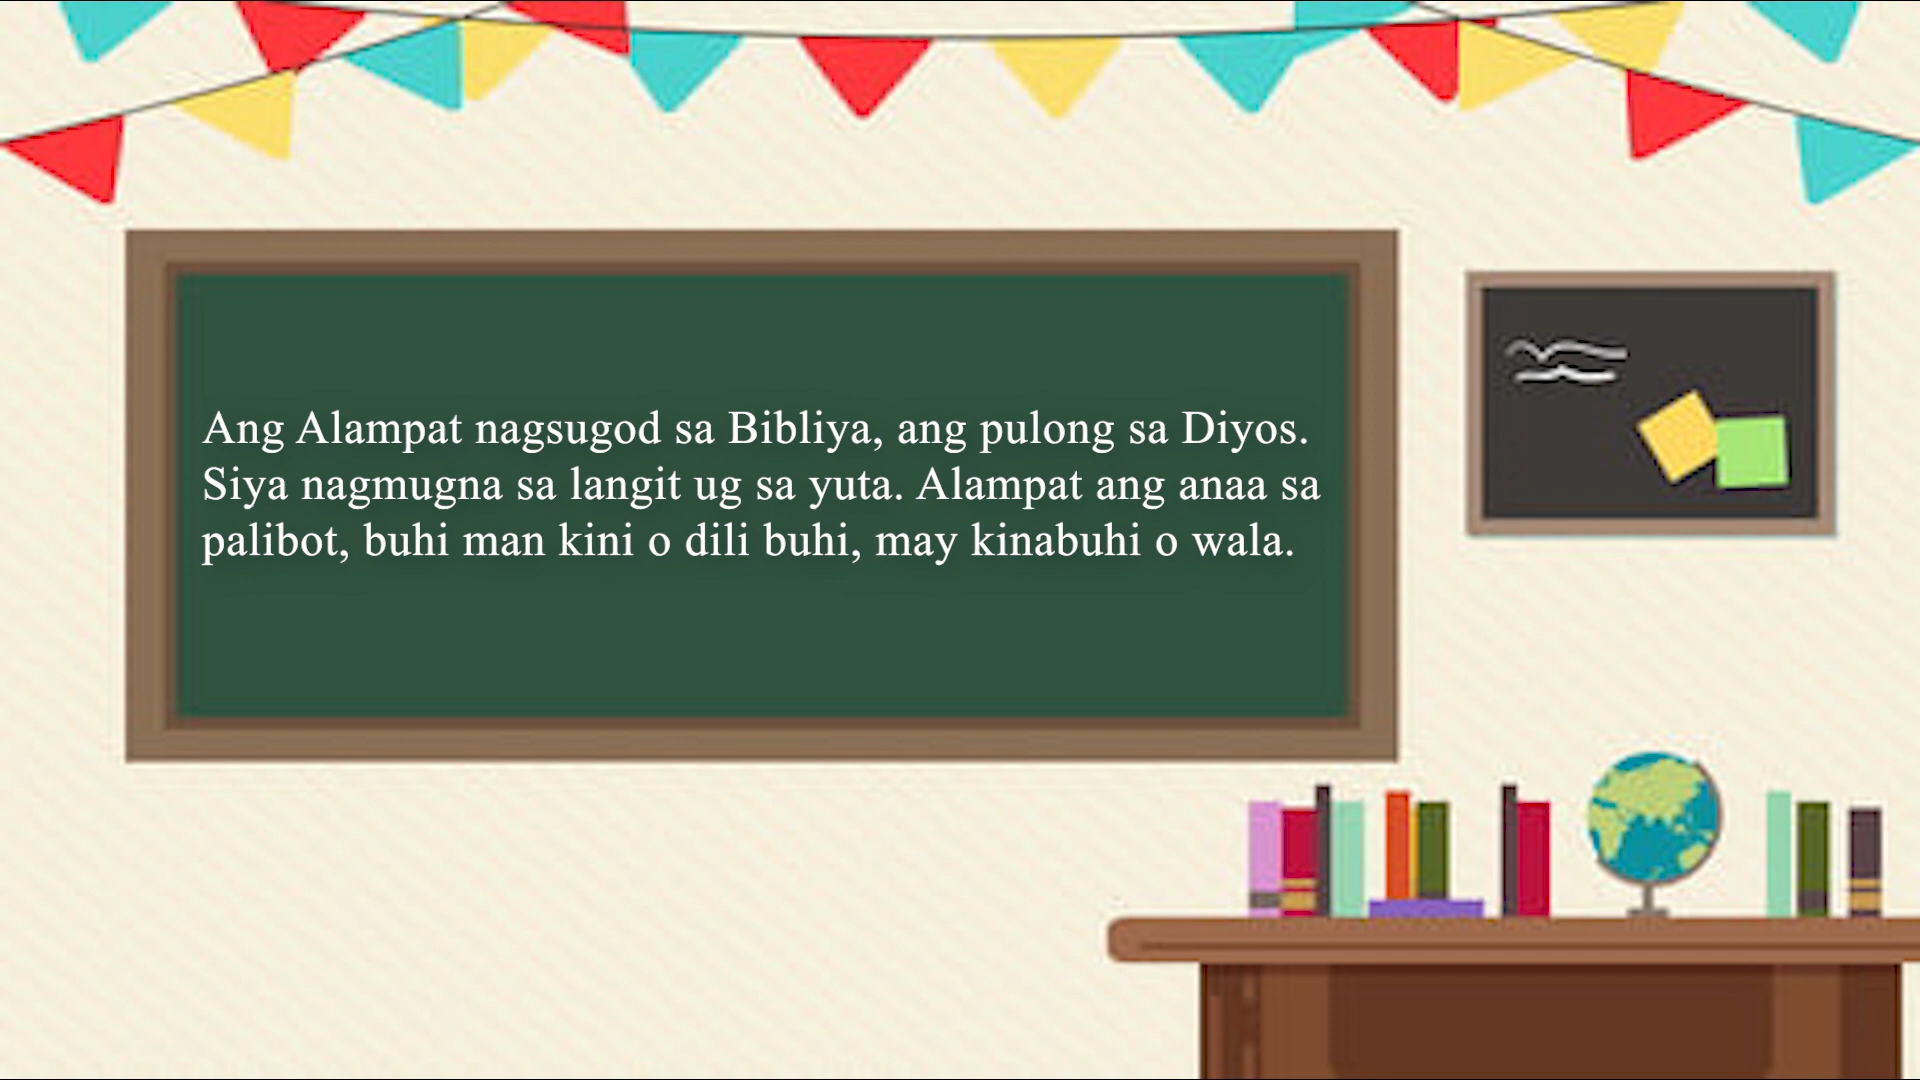 Ang Alampat nagsugod sa Bibliya, ang pulong sa Diyos.
Siya nagmugna sa langit ug sa yuta. Alampat ang anaa sa
palibot, buhi man kini o dili buhi, may kinabuhi o wala.